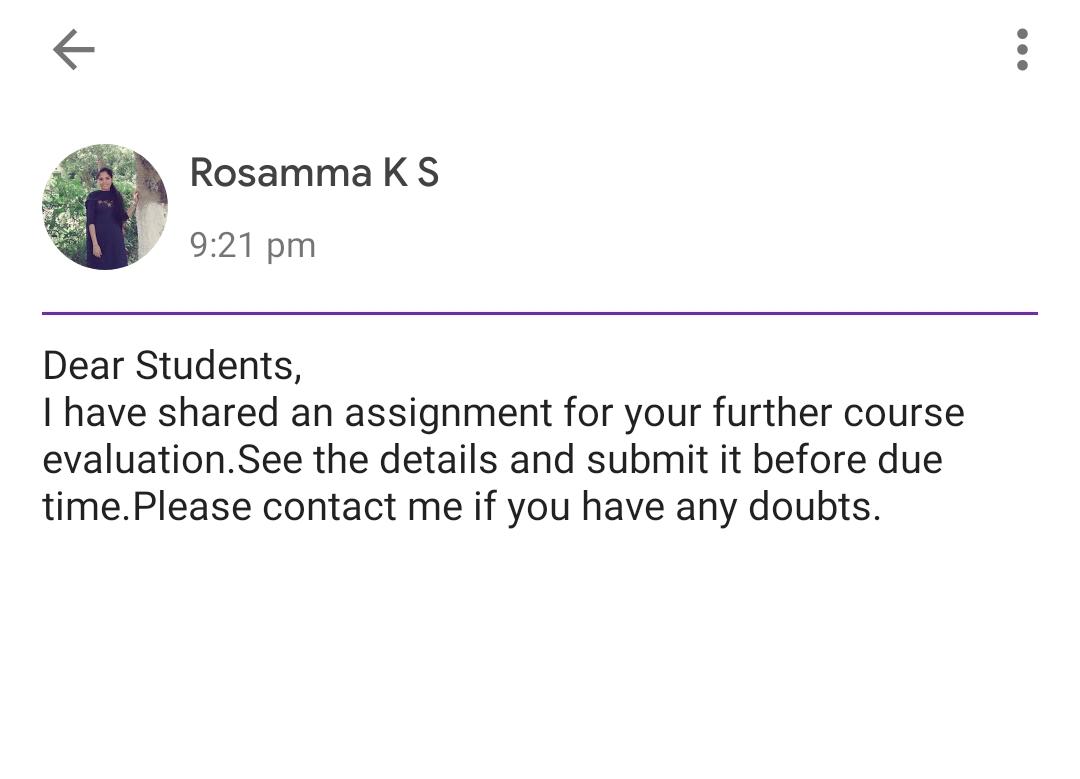 Rosamma K S
9:21 pm
Dear Students,
I have shared an assignment for your further course
evaluation.See the details and submit it before due
time.Please contact me if you have any doubts.